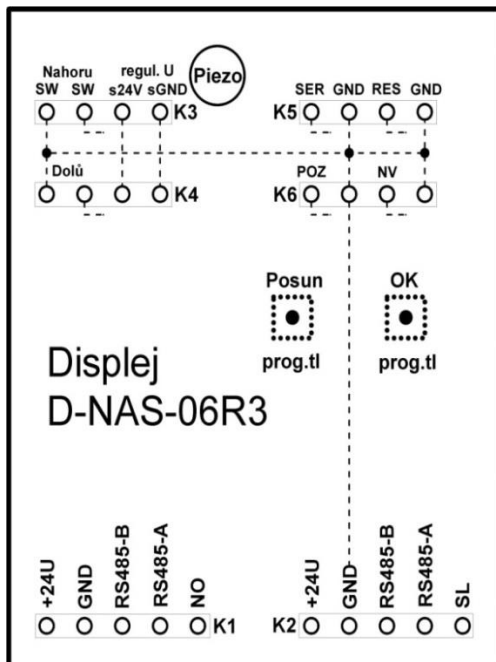 Nahoru regul. U Piezo
SW SW s24V sGND SER GND RES GND
K3 K5
Dolů POZ NV
K4 K6
Posun OK
prog.tl prog.tl
Displej
D-NAS-06R3
+24U GND RS485-B RS485-A NO +24U GND RS485-B RS485-A SL
K1 K2